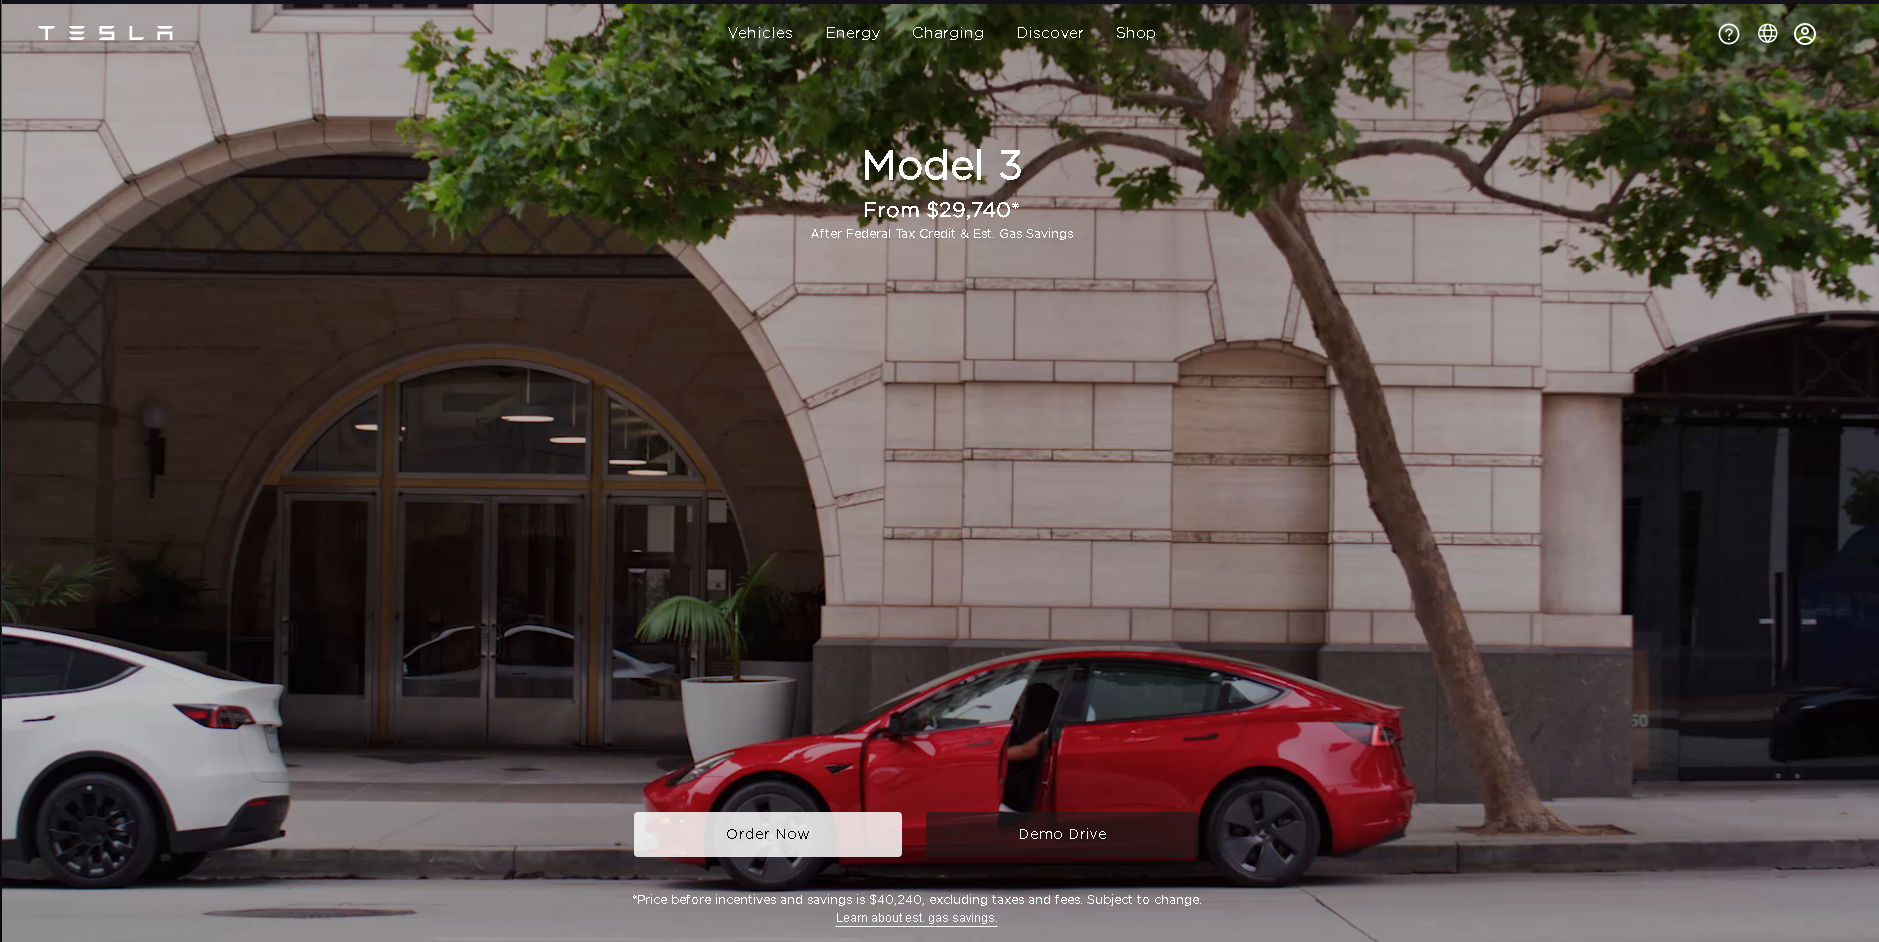 TESLA
Vehicles Energy Charging Discover Shop
Model 3
From $29,740*
After Federal Tax Credit & Est. Gas Savings
50
Order Now Demo Drive
*Price before incentives and savings is $40,240, excluding taxes and fees. Subject to change.
Learn about est. gas savings.